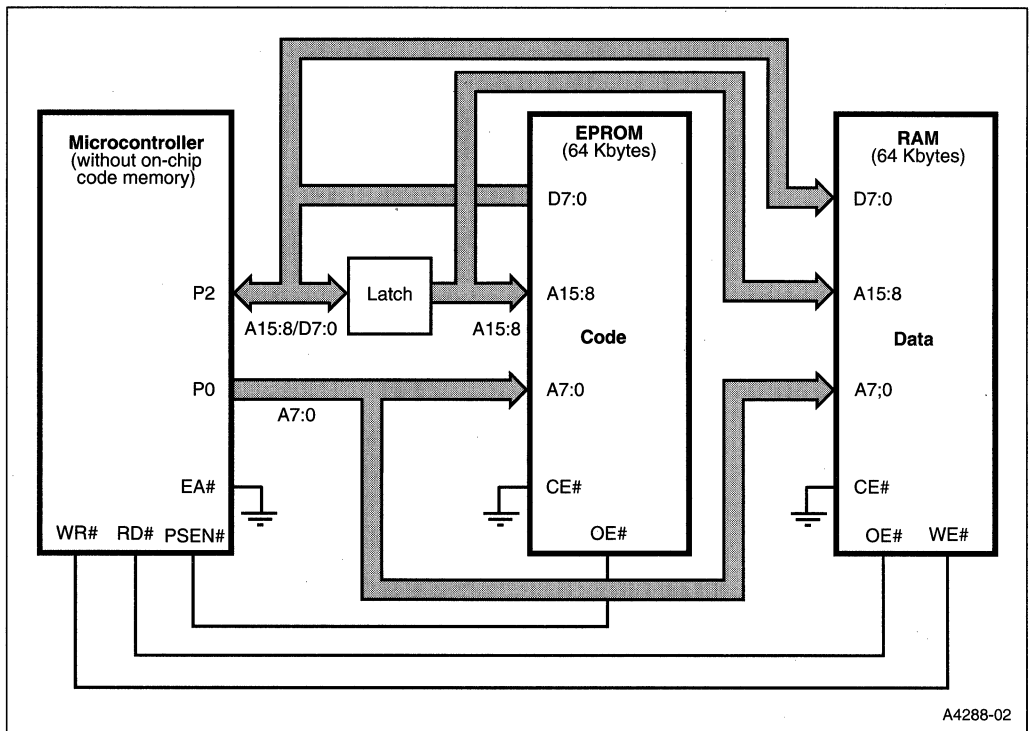 Microcontroller
(without on-chip
code memory)
P2
A15:8/D7:0
P0
A7:0
EA#
WR# RD# PSEN#
Latch
A15:8
EPROM
(64 Kbytes)
D7:0
A15:8
Code
A7:0
CE#
OE#
RAM
(64 Kbytes)
D7:0
A15:8
Data
A7;0
CE#
OE# WE#
A4288-02